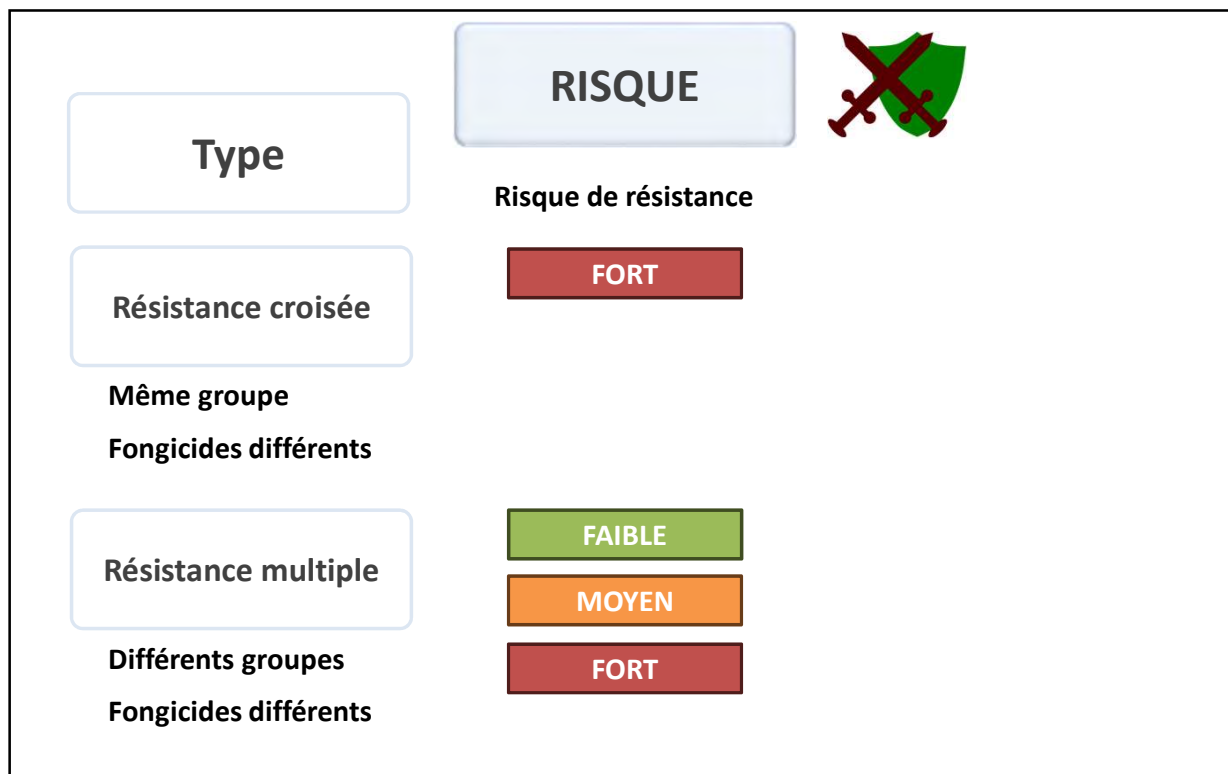 RISQUE
Type
Risque de résistance
Résistance croisée
FORT
Même groupe
Fongicides différents
Résistance multiple
FAIBLE
MOYEN
FORT
Différents groupes
Fongicides différents